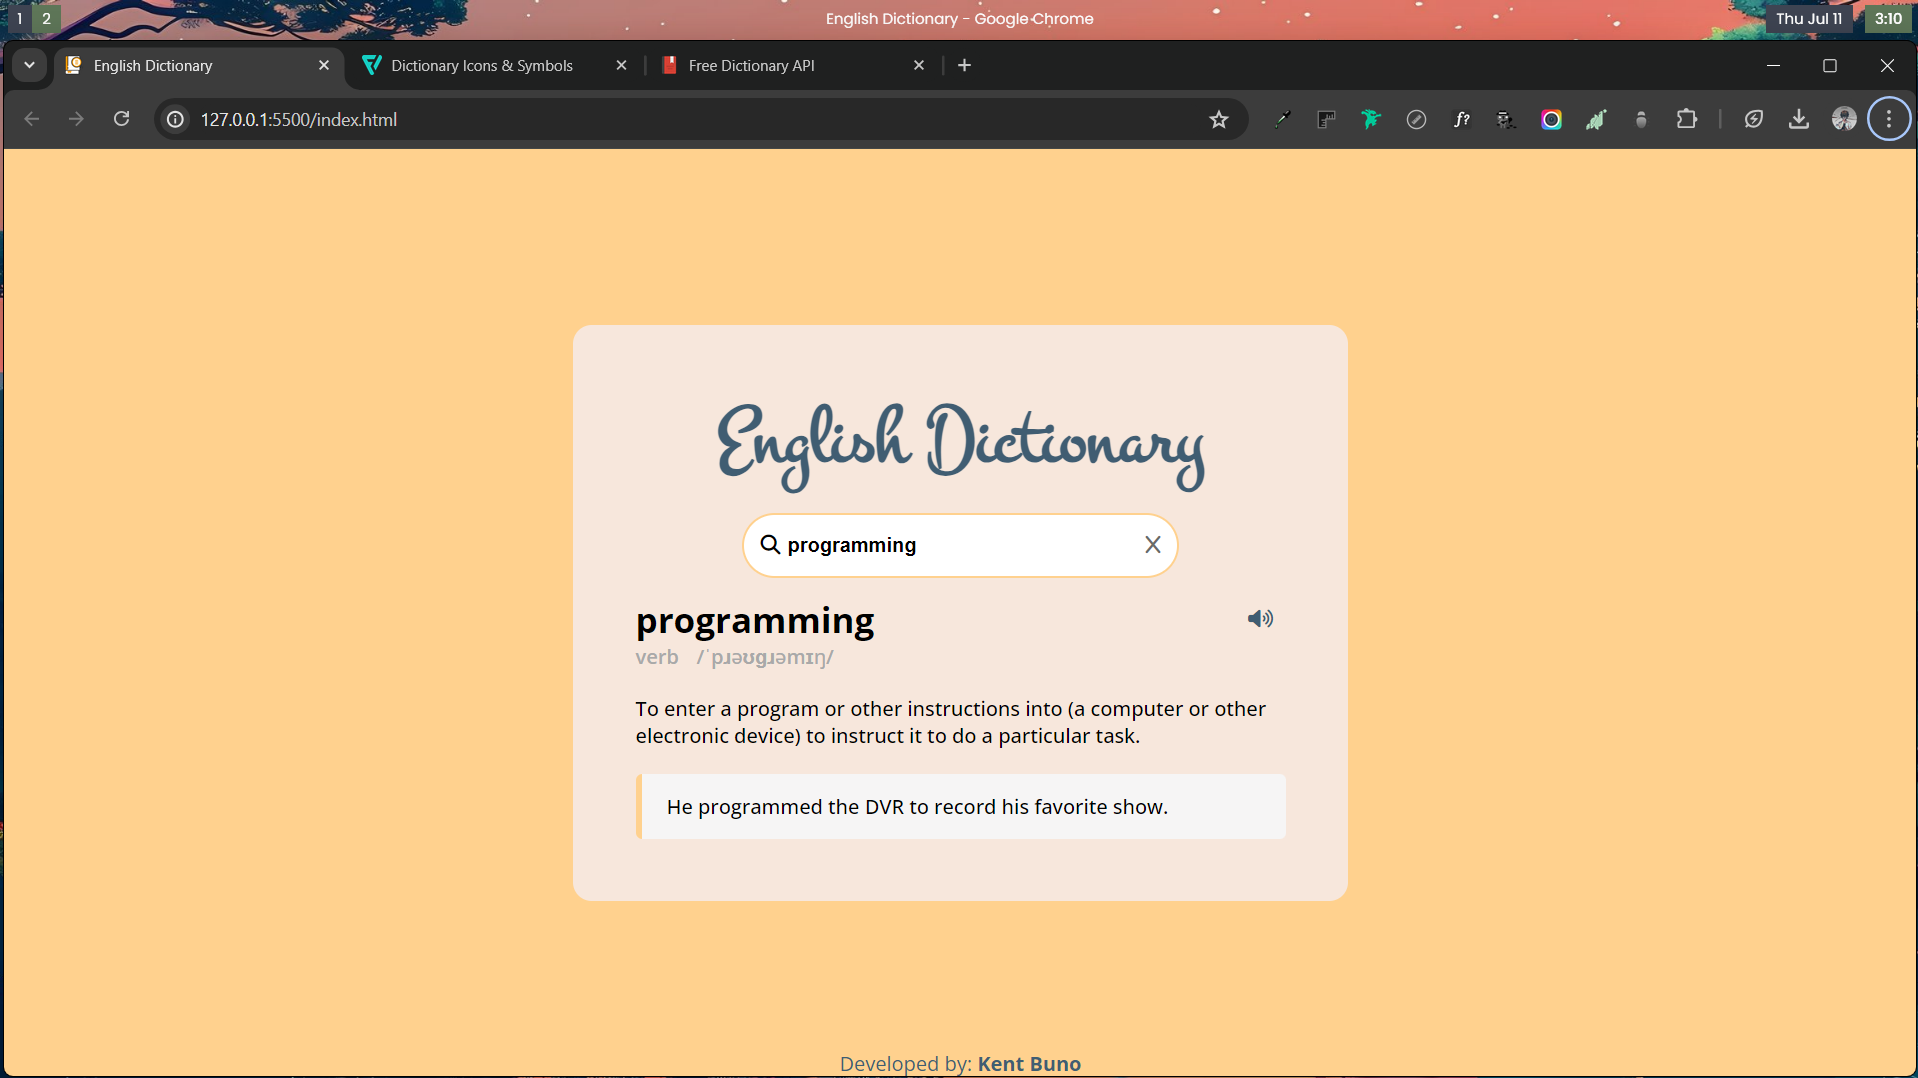 1 2 English Dictionary - Google Chrome Thu Jul 11 3:10
English Dictionary Dictionary Icons & Symbols Free Dictionary API
127.0.0.1:5500/index.html f?
English Dictionary
programming X
programming
verb /ˈpɹəʊɡɹəmɪŋ/
To enter a program or other instructions into (a computer or other
electronic device) to instruct it to do a particular task.
He programmed the DVR to record his favorite show.
Developed by: Kent Buno